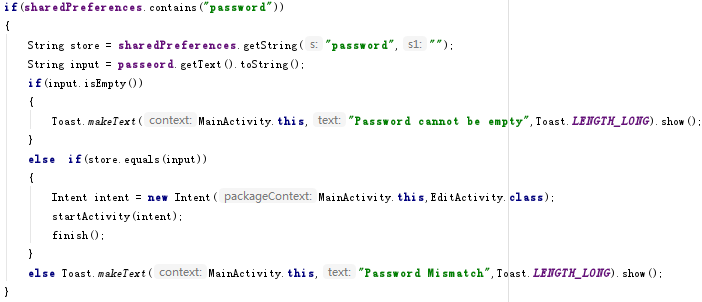 if(sharedPreferences.contains("password"))
{
String store = sharedPreferences.getString( s: "password", s1: "");
String input = passeord.getText().toString();
if(input.isEmpty())
{
Toast.makeText( context: MainActivity.this, text: "Password cannot be empty",Toast.LENGTH_LONG).show();
}
else if(store.equals(input))
{
Intent intent = new Intent( packageContext: MainActivity.this,EditActivity.class);
startActivity(intent);
finish();
}
else Toast.makeText( context: MainActivity.this, text: "Password Mismatch",Toast.LENGTH_LONG).show();
}